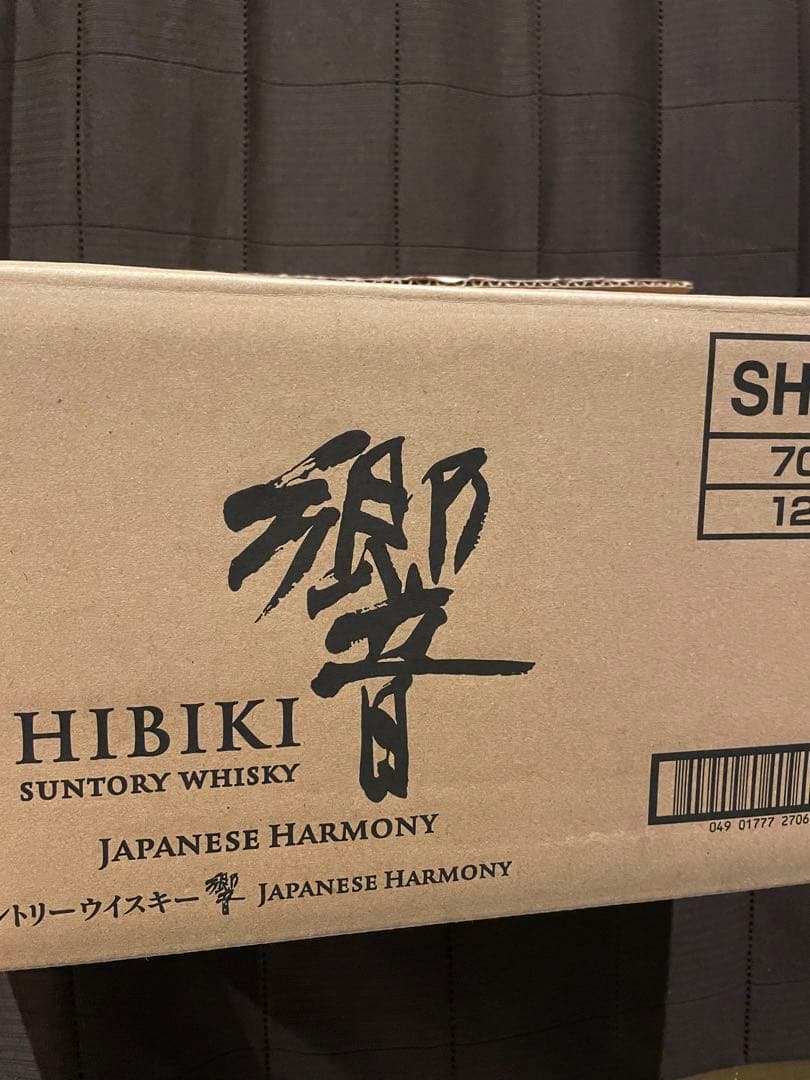 SH
70
12
響
HIBIKI
SUNTORY WHISKY
JAPANESE HARMONY
ントリーウイスキー響 JAPANESE HARMONY
049 01777 2706